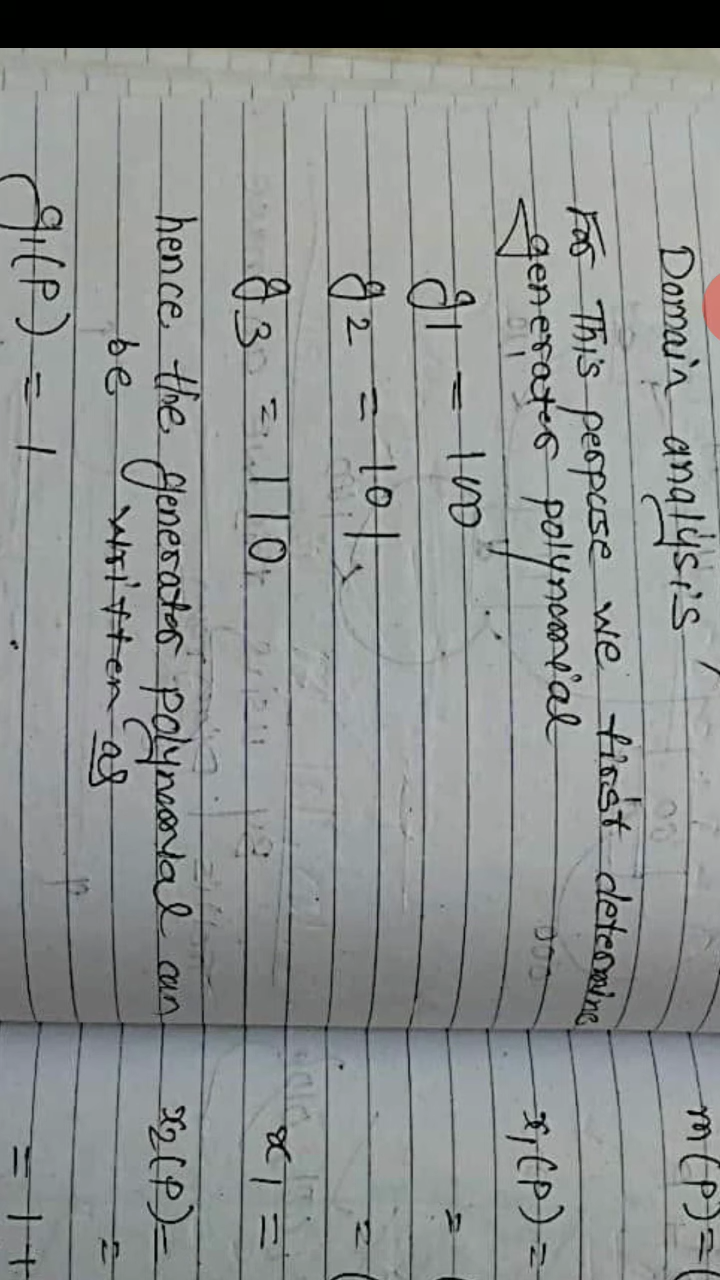 Domain analysis
For This perpuse we first determine
generator polynomial
g1 = 100
g2 = 101
g3 = 110
hence the generator polynomial can
be written as
g1(P) = 1
m(P) = (
x1(P) =
=
= (
x1 =
x2(P) =
=
= 1 +